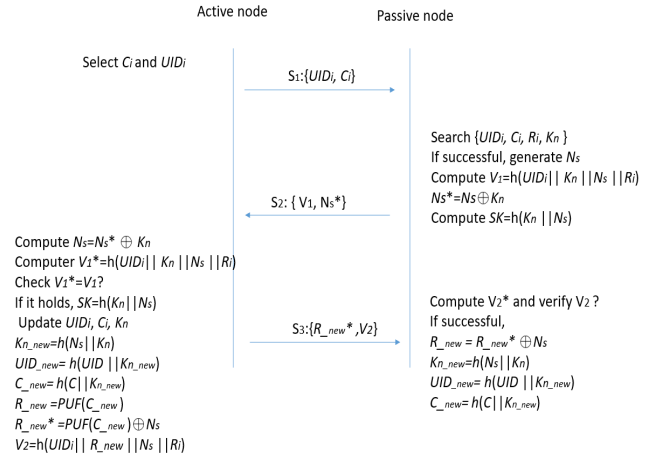 Active node
Passive node
Select Ci and UIDi
S1:{UIDi, Ci}
Search {UIDi, Ci, Ri, Kn }
If successful, generate Ns
Compute V1=h(UIDi|| Kn ||Ns ||Ri)
Ns*=Ns⊕Kn
Compute SK=h(Kn ||Ns)
S2: { V1, Ns*}
Compute Ns=Ns* ⊕ Kn
Computer V1*=h(UIDi|| Kn ||Ns ||Ri)
Check V1*=V1?
If it holds, SK=h(Kn||Ns)
Update UIDi, Ci, Kn
Kn_new=h(Ns||Kn)
UID_new= h(UID ||Kn_new)
C_new= h(C||Kn_new)
R_new =PUF(C_new )
R_new* =PUF(C_new )⊕Ns
V2=h(UIDi|| R_new ||Ns ||Ri)
S3:{R_new* ,V2}
Compute V2* and verify V2 ?
If successful,
R_new = R_new* ⊕Ns
Kn_new=h(Ns||Kn)
UID_new= h(UID ||Kn_new)
C_new= h(C||Kn_new)